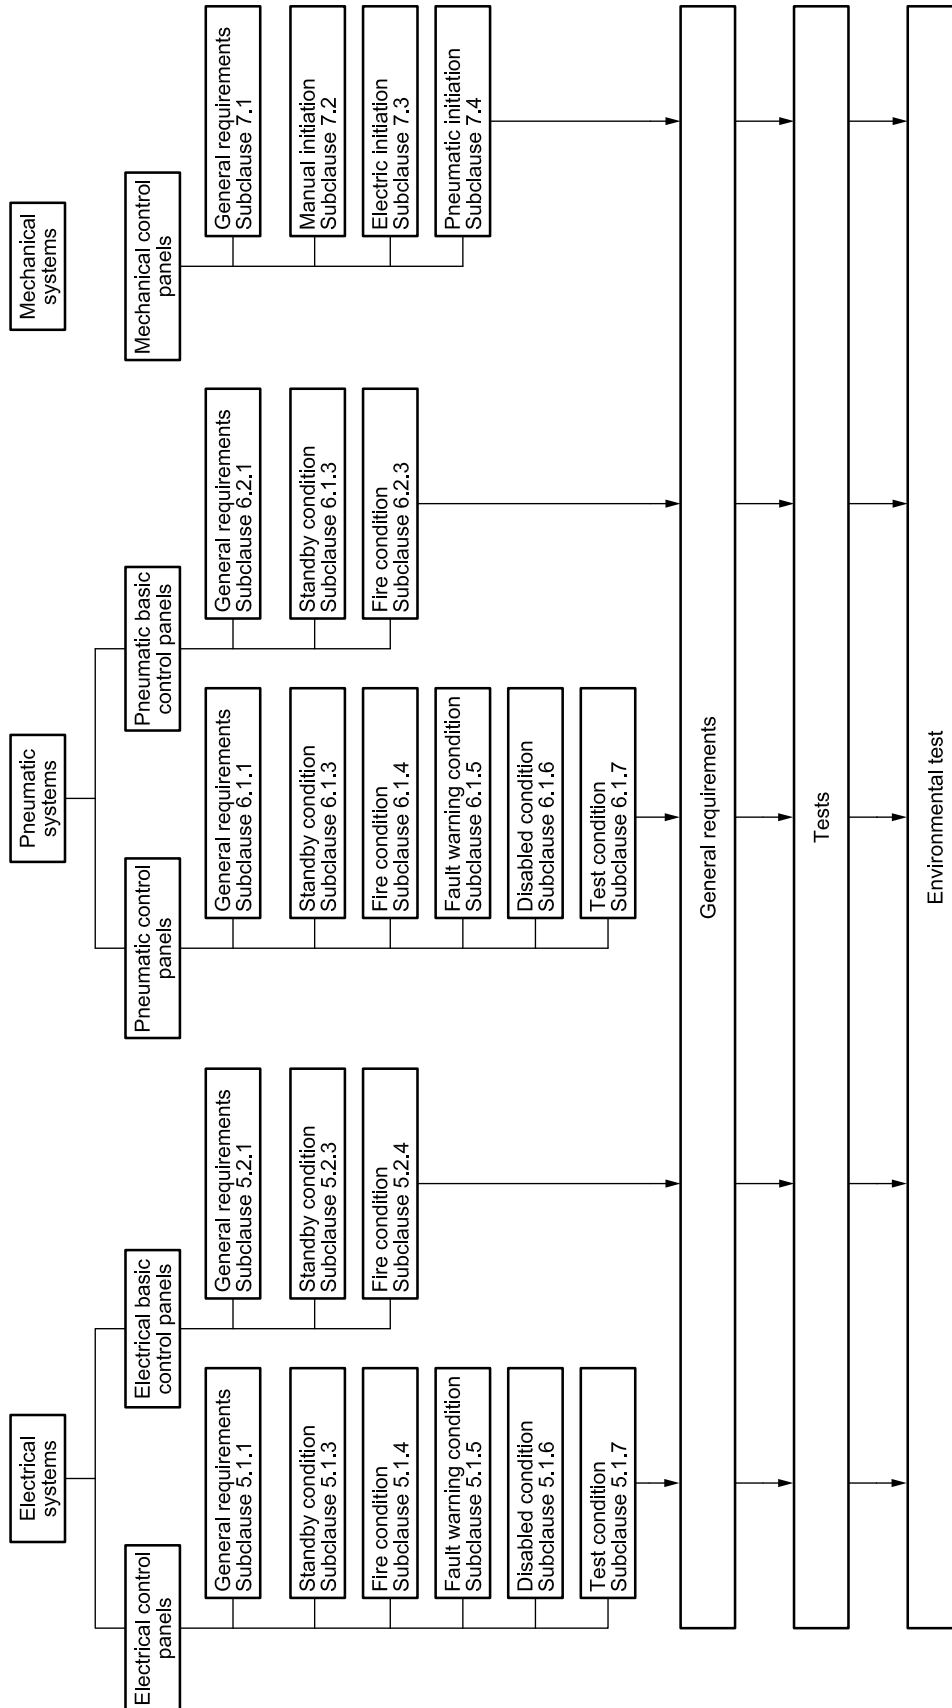 Electrical
systems
Electrical control
panels
General requirements
Subclause 5.1.1
Standby condition
Subclause 5.1.3
Fire condition
Subclause 5.1.4
Fault warning condition
Subclause 5.1.5
Disabled condition
Subclause 5.1.6
Test condition
Subclause 5.1.7
Electrical basic
control panels
General requirements
Subclause 5.2.1
Standby condition
Subclause 5.2.3
Fire condition
Subclause 5.2.4
Pneumatic
systems
Pneumatic control
panels
General requirements
Subclause 6.1.1
Standby condition
Subclause 6.1.3
Fire condition
Subclause 6.1.4
Fault warning condition
Subclause 6.1.5
Disabled condition
Subclause 6.1.6
Test condition
Subclause 6.1.7
Pneumatic basic
control panels
General requirements
Subclause 6.2.1
Standby condition
Subclause 6.1.3
Fire condition
Subclause 6.2.3
Mechanical
systems
Mechanical control
panels
General requirements
Subclause 7.1
Manual initiation
Subclause 7.2
Electric initiation
Subclause 7.3
Pneumatic initiation
Subclause 7.4
General requirements
Tests
Environmental test